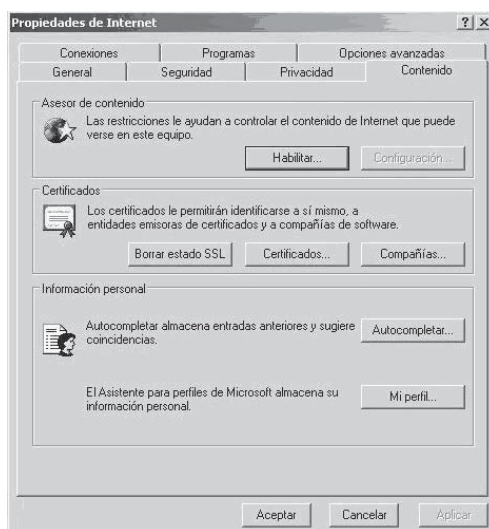 Propiedades de Internet
Conexiones Programas Opciones avanzadas
General Seguridad Privacidad Contenido
Asesor de contenido
Las restricciones le ayudan a controlar el contenido de Internet que puede
verse en este equipo.
Habilitar... Configuración...
Certificados
Los certificados le permitirán identificarse a sí mismo, a
entidades emisoras de certificados y a compañías de software.
Borrar estado SSL Certificados... Compañías...
Información personal
Autocompletar almacena entradas anteriores y sugiere
coincidencias.
Autocompletar...
El Asistente para perfiles de Microsoft almacena su
información personal.
Mi perfil...
Aceptar Cancelar Aplicar